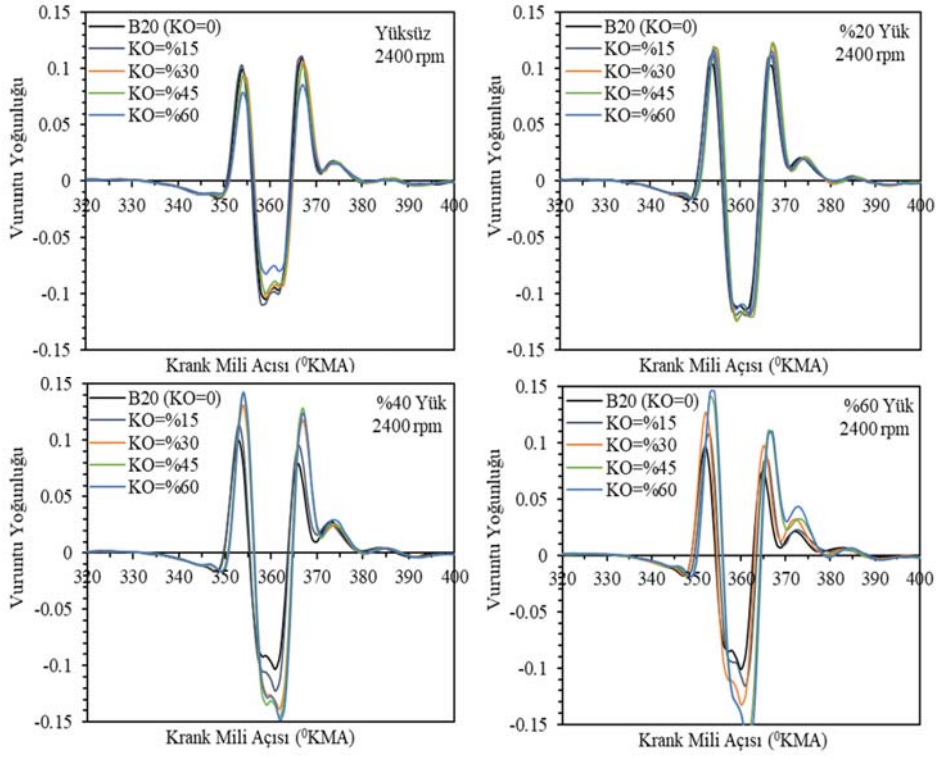 0.15
0.1
0.05
0
-0.05
-0.1
-0.15
Vuruntu Yoğunluğu
B20 (KO=0)
KO=%15
KO=%30
KO=%45
KO=%60
Yüksüz
2400 rpm
320 330 340 350 360 370 380 390 400
Krank Mili Açısı (⁰KMA)
0.15
0.1
0.05
0
-0.05
-0.1
-0.15
Vuruntu Yoğunluğu
B20 (KO=0)
KO=%15
KO=%30
KO=%45
KO=%60
%20 Yük
2400 rpm
320 330 340 350 360 370 380 390 400
Krank Mili Açısı (⁰KMA)
0.15
0.1
0.05
0
-0.05
-0.1
-0.15
Vuruntu Yoğunluğu
B20 (KO=0)
KO=%15
KO=%30
KO=%45
KO=%60
%40 Yük
2400 rpm
320 330 340 350 360 370 380 390 400
Krank Mili Açısı (⁰KMA)
0.15
0.1
0.05
0
-0.05
-0.1
-0.15
Vuruntu Yoğunluğu
B20 (KO=0)
KO=%15
KO=%30
KO=%45
KO=%60
%60 Yük
2400 rpm
320 330 340 350 360 370 380 390 400
Krank Mili Açısı (⁰KMA)